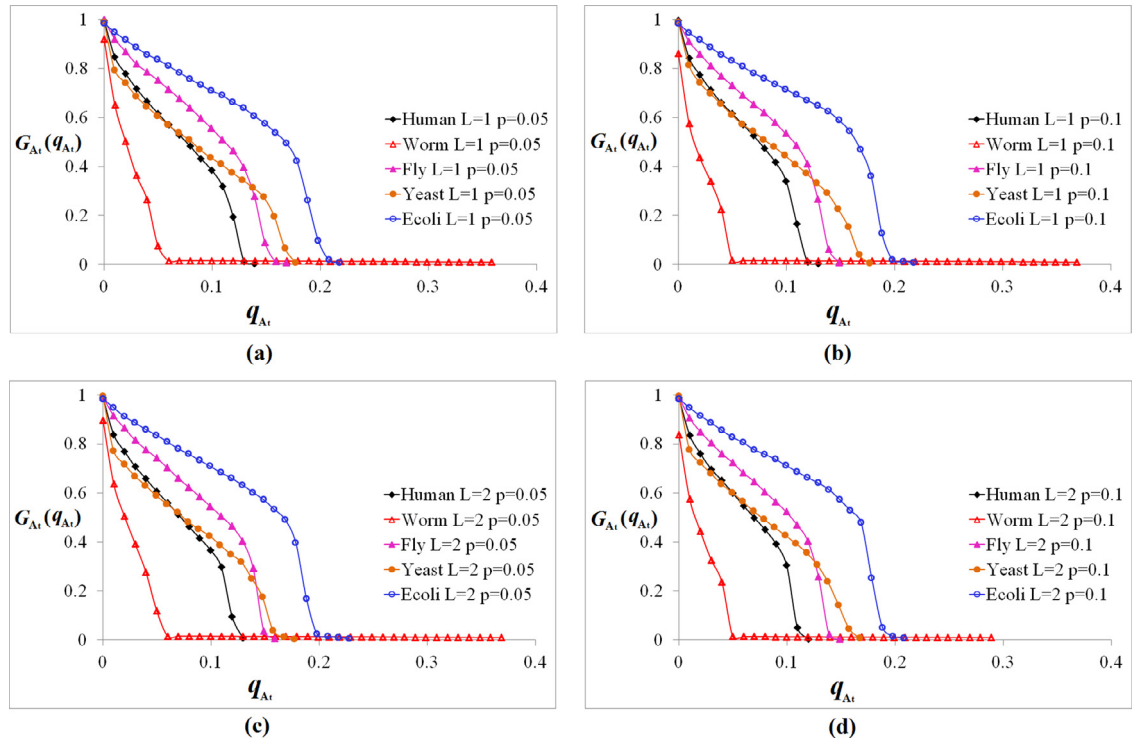 1
0.8
0.6
0.4
0.2
0
G_At(q_At)
0 0.1 0.2 0.3 0.4
q_At
Human L=1 p=0.05
Worm L=1 p=0.05
Fly L=1 p=0.05
Yeast L=1 p=0.05
Ecoli L=1 p=0.05
(a)
1
0.8
0.6
0.4
0.2
0
G_At(q_At)
0 0.1 0.2 0.3 0.4
q_At
Human L=1 p=0.1
Worm L=1 p=0.1
Fly L=1 p=0.1
Yeast L=1 p=0.1
Ecoli L=1 p=0.1
(b)
1
0.8
0.6
0.4
0.2
0
G_At(q_At)
0 0.1 0.2 0.3 0.4
q_At
Human L=2 p=0.05
Worm L=2 p=0.05
Fly L=2 p=0.05
Yeast L=2 p=0.05
Ecoli L=2 p=0.05
(c)
1
0.8
0.6
0.4
0.2
0
G_At(q_At)
0 0.1 0.2 0.3 0.4
q_At
Human L=2 p=0.1
Worm L=2 p=0.1
Fly L=2 p=0.1
Yeast L=2 p=0.1
Ecoli L=2 p=0.1
(d)